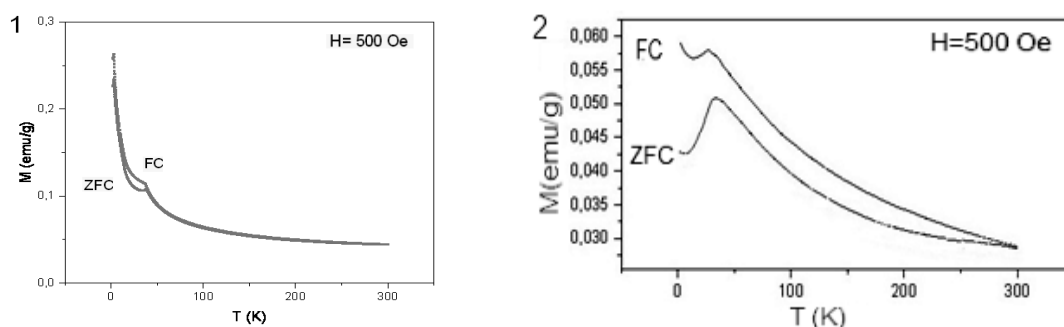 1
H= 500 Oe
M (emu/g)
0,3
0,2
0,1
0,0
FC
ZFC
0
100
200
300
T (K)
2
H=500 Oe
M(emu/g)
0,060
0,055
0,050
0,045
0,040
0,035
0,030
FC
ZFC
0
100
200
300
T (K)